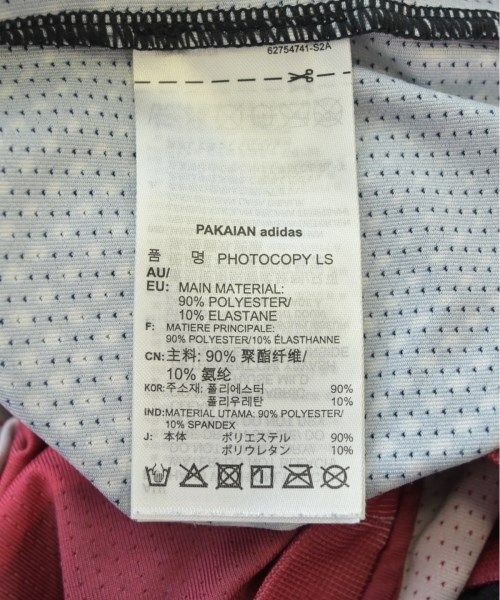 62754741-S2A
PAKAIAN adidas
품 명 PHOTOCOPY LS
AU/
EU: MAIN MATERIAL:
90% POLYESTER/
10% ELASTANE
F: MATIERE PRINCIPALE:
90% POLYESTER/10% ÉLASTHANNE
CN: 主料: 90% 聚酯纤维/
10% 氨纶
KOR: 주소재: 폴리에스터 90%
폴리우레탄 10%
IND: MATERIAL UTAMA: 90% POLYESTER/
10% SPANDEX
J: 本体 ポリエステル 90%
ポリウレタン 10%